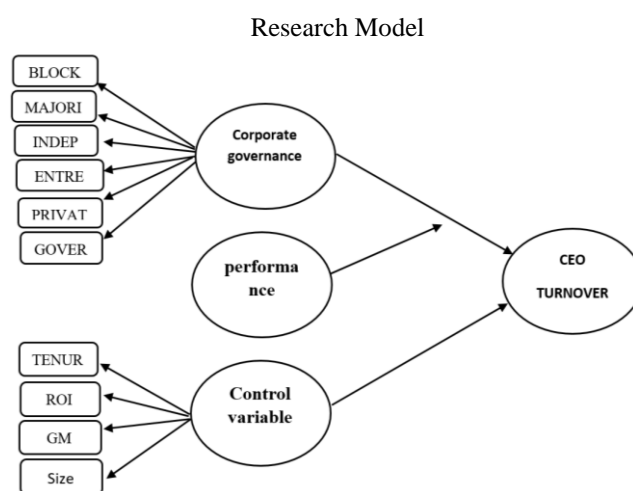 Research Model
BLOCK
MAJORI
INDEP
ENTRE
PRIVAT
GOVER
Corporate
governance
performa
nce
CEO
TURNOVER
TENUR
ROI
GM
Size
Control
variable